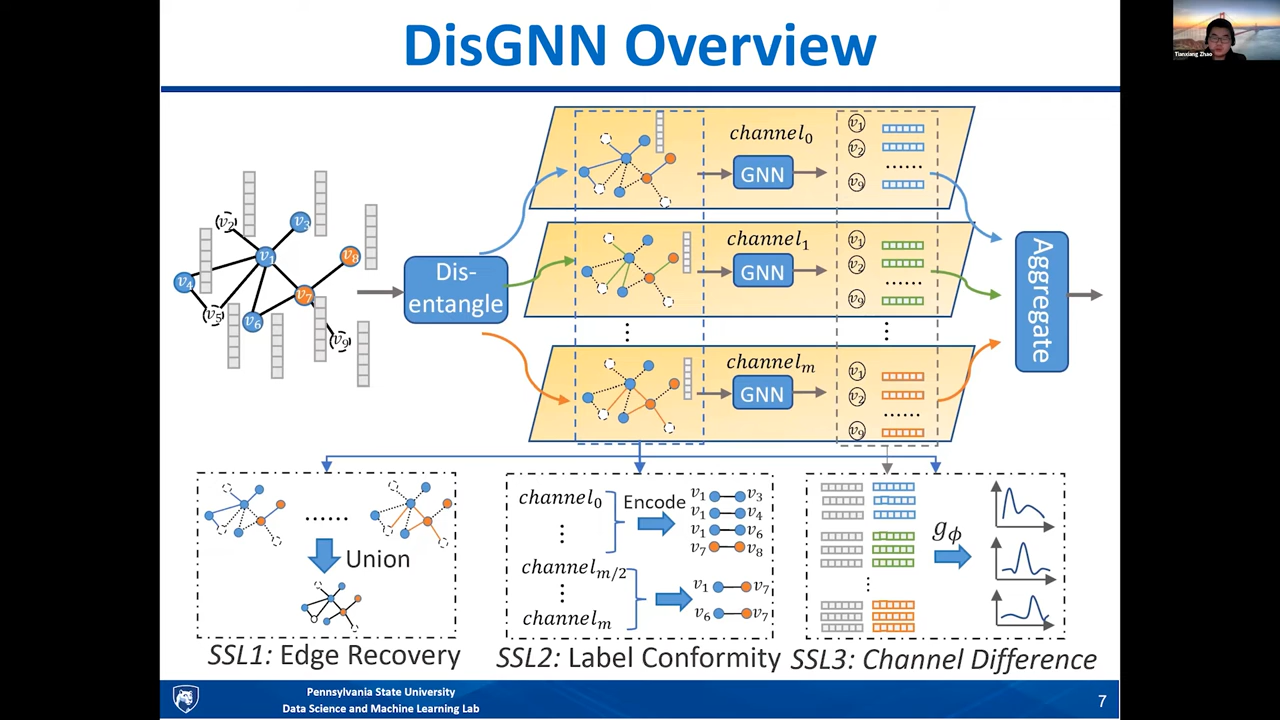 DisGNN Overview
Tianxiang Zhao
v₁
v₂
v₃
v₄
v₅
v₆
v₇
v₈
v₉
Dis-
entangle
channel₀
GNN
v₁
v₂
......
v₉
channel₁
GNN
v₁
v₂
......
v₉
channelₘ
GNN
v₁
v₂
......
v₉
Aggregate
......
Union
SSL1: Edge Recovery
channel₀
Encode
channelₘ/₂
channelₘ
v₁ v₃
v₁ v₄
v₁ v₆
v₇ v₈
v₁ v₇
v₆ v₇
SSL2: Label Conformity
gϕ
SSL3: Channel Difference
Pennsylvania State University
Data Science and Machine Learning Lab
7